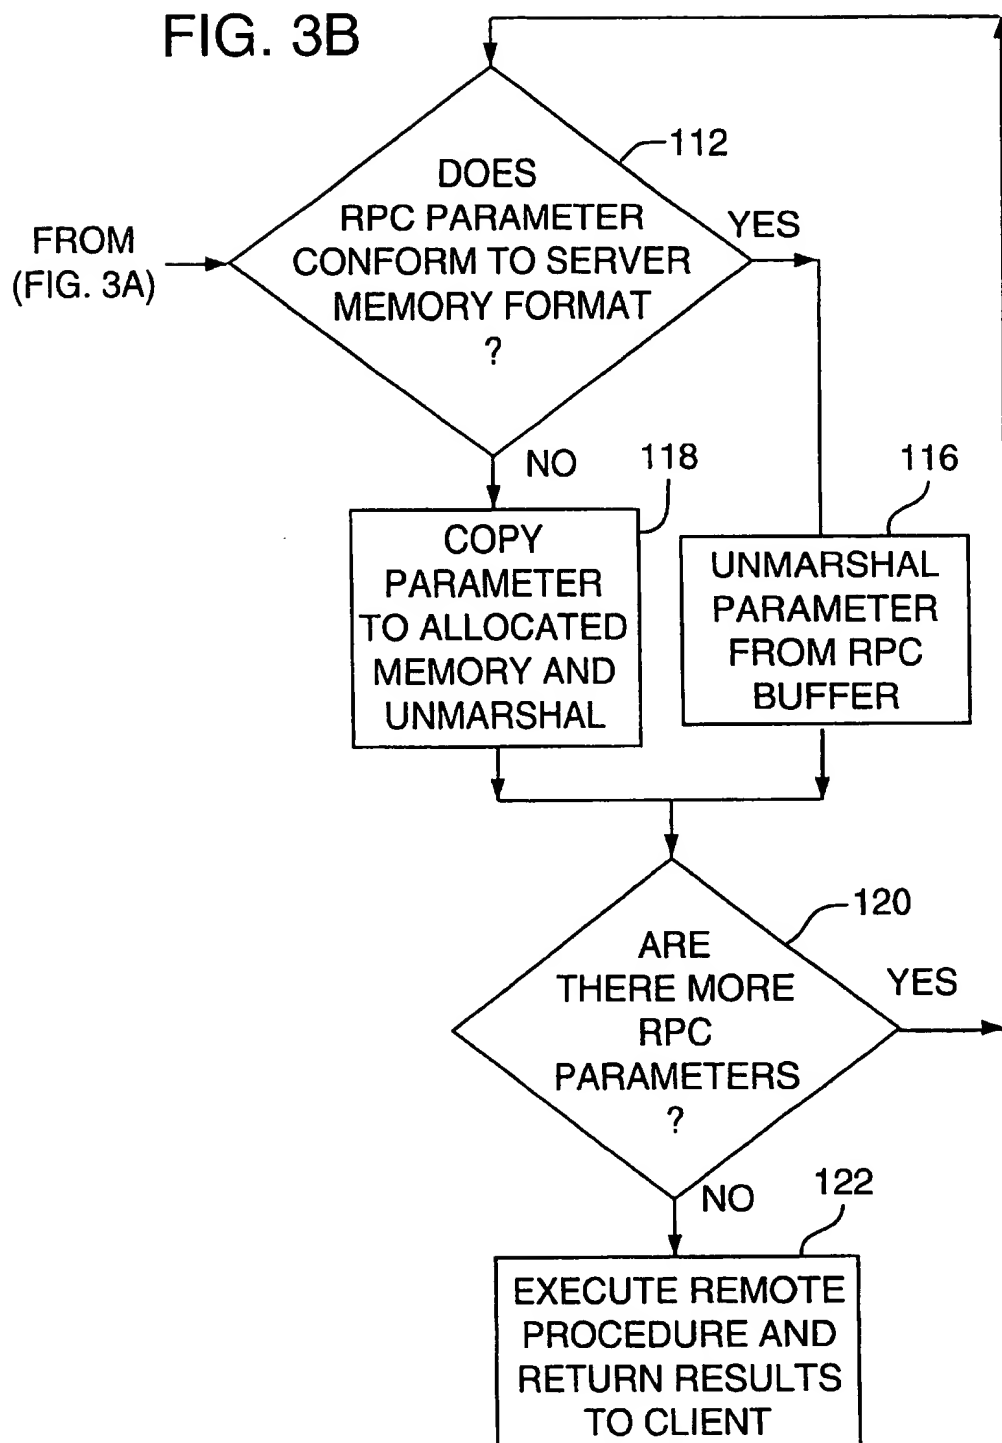 FIG. 3B
112
DOES
RPC PARAMETER
CONFORM TO SERVER
MEMORY FORMAT
?
YES
FROM
(FIG. 3A)
NO
118
116
COPY
PARAMETER
TO ALLOCATED
MEMORY AND
UNMARSHAL
UNMARSHAL
PARAMETER
FROM RPC
BUFFER
120
ARE
THERE MORE
RPC
PARAMETERS
?
YES
NO
122
EXECUTE REMOTE
PROCEDURE AND
RETURN RESULTS
TO CLIENT